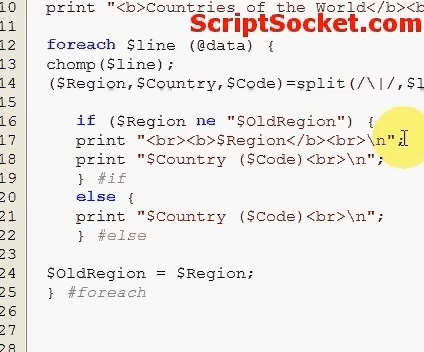 10 print "<b>Countries of the World</b><b
ScriptSocket.com
11
12 foreach $line (@data) {
13 chomp($line);
14 ($Region,$Country,$Code)=split(/\|/,$l
15
16 if ($Region ne "$OldRegion") {
17 print "<br><b>$Region</b><br>\n";
18 print "$Country ($Code)<br>\n";
19 } #if
20 else {
21 print "$Country ($Code)<br>\n";
22 } #else
23
24 $OldRegion = $Region;
25 } #foreach
26
27
28